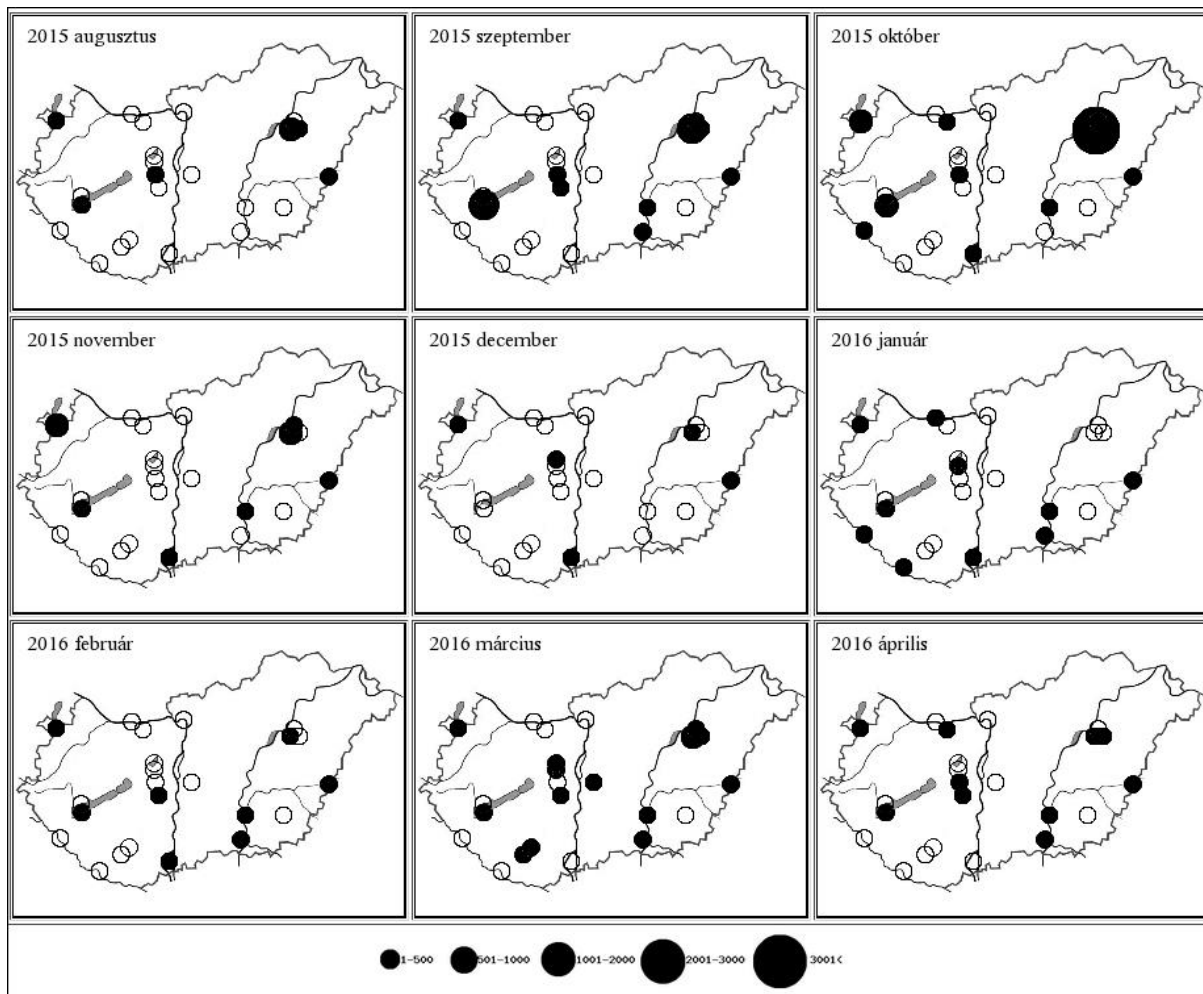 2015 augusztus
2015 szeptember
2015 október
2015 november
2015 december
2016 január
2016 február
2016 március
2016 április
1-500 501-1000 1001-2000 2001-3000 3001<